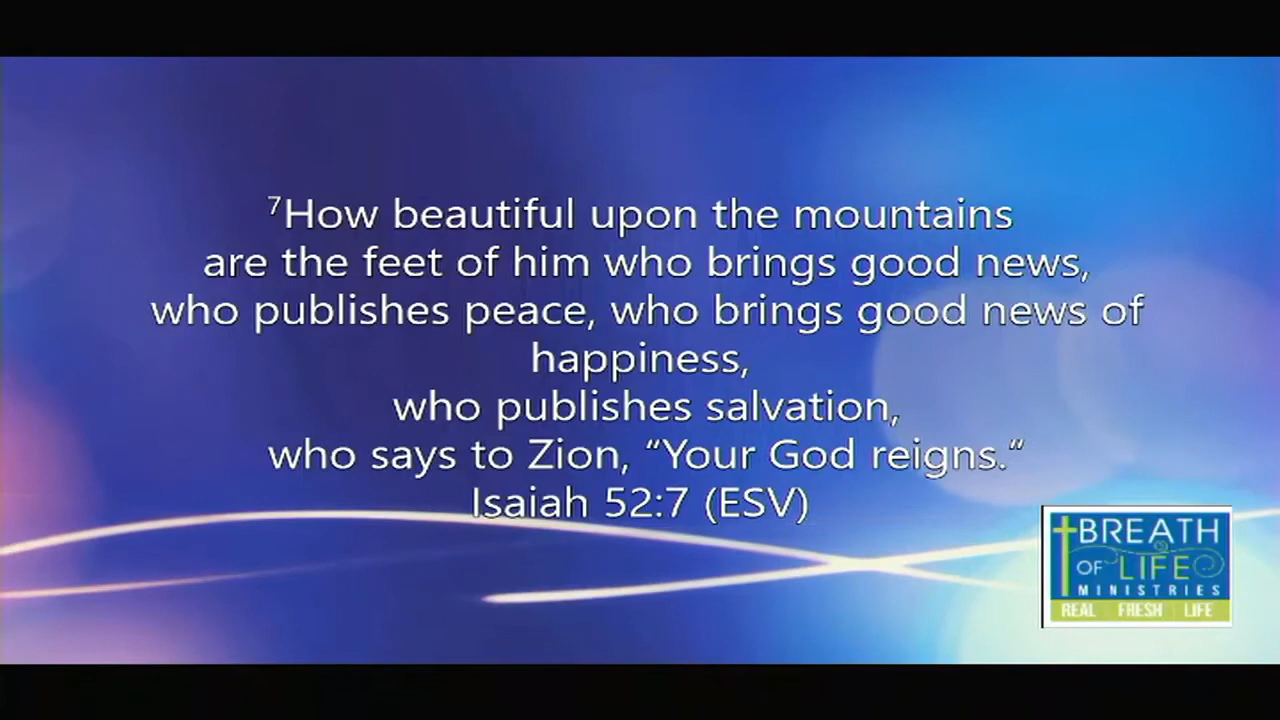 ⁷How beautiful upon the mountains
are the feet of him who brings good news,
who publishes peace, who brings good news of
happiness,
who publishes salvation,
who says to Zion, “Your God reigns.”
Isaiah 52:7 (ESV)
BREATH
OF LIFE
MINISTRIES
REAL FRESH LIFE